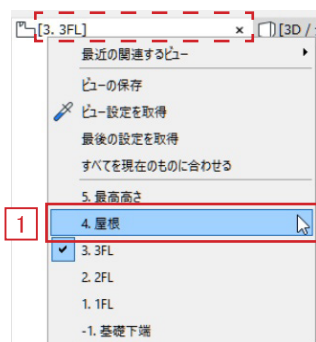 [3. 3FL] × [3D /
最近の関連するビュー
ビューの保存
ビュー設定を取得
最後の設定を取得
すべてを現在のものに合わせる
5. 最高高さ
1 4. 屋根
3. 3FL
2. 2FL
1. 1FL
-1. 基礎下端